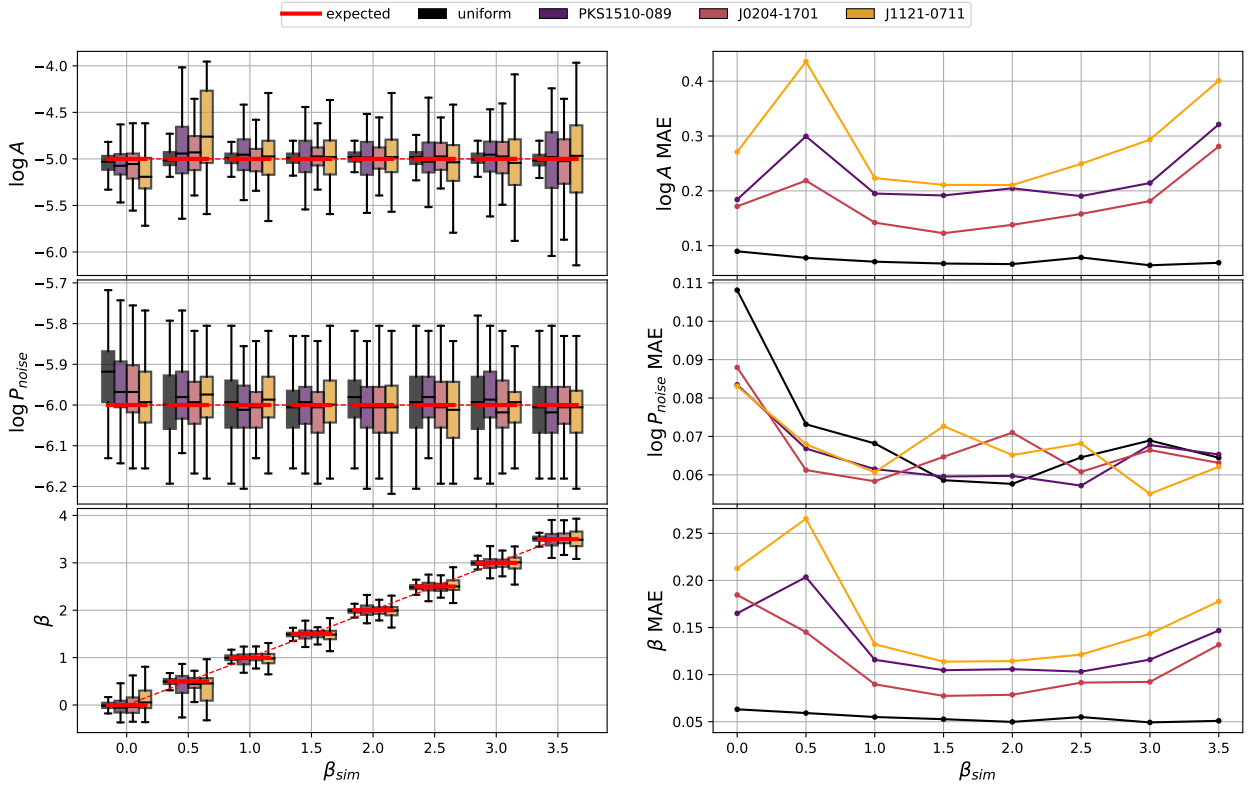 expected uniform PKS1510-089 J0204-1701 J1121-0711
−4.0
−4.5
−5.0
−5.5
−6.0
log A
0.4
0.3
0.2
0.1
log A MAE
−5.7
−5.8
−5.9
−6.0
−6.1
−6.2
log P_noise
0.11
0.10
0.09
0.08
0.07
0.06
log P_noise MAE
4
3
2
1
0
β
0.0 0.5 1.0 1.5 2.0 2.5 3.0 3.5
β_sim
0.25
0.20
0.15
0.10
0.05
β MAE
0.0 0.5 1.0 1.5 2.0 2.5 3.0 3.5
β_sim